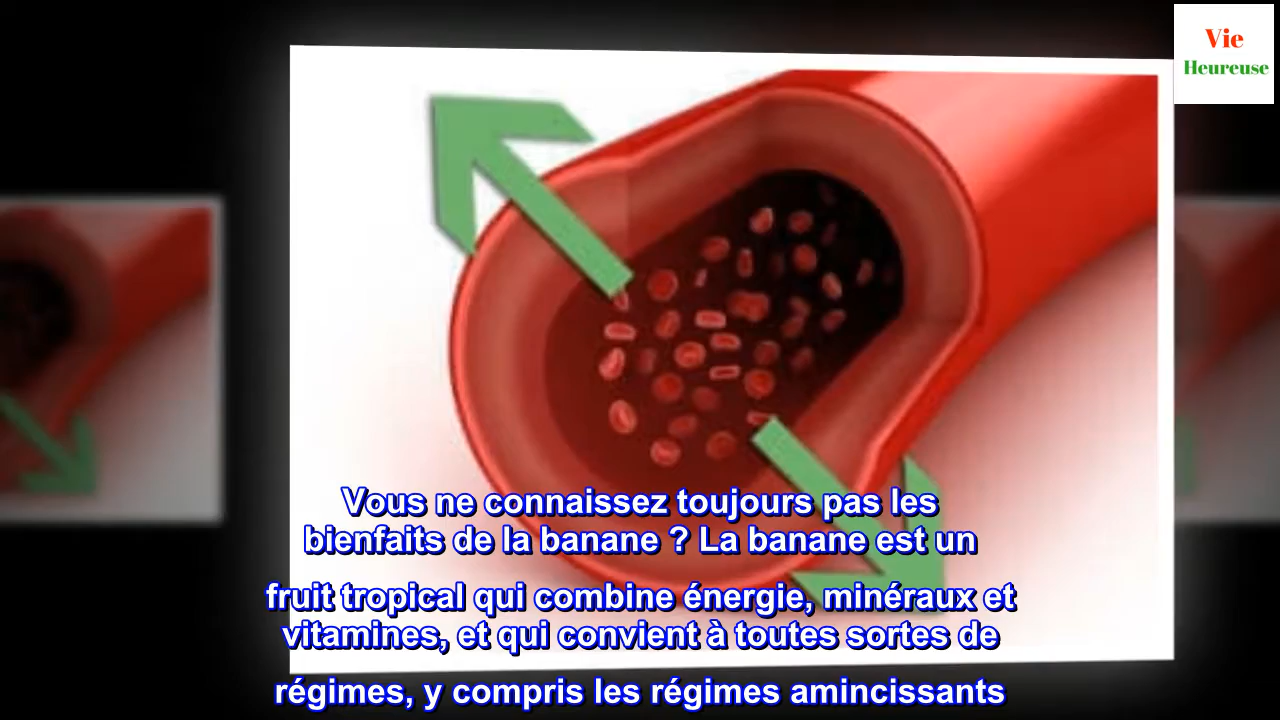 Vie
Heureuse
Vous ne connaissez toujours pas les
bienfaits de la banane ? La banane est un
fruit tropical qui combine énergie, minéraux et
vitamines, et qui convient à toutes sortes de
régimes, y compris les régimes amincissants